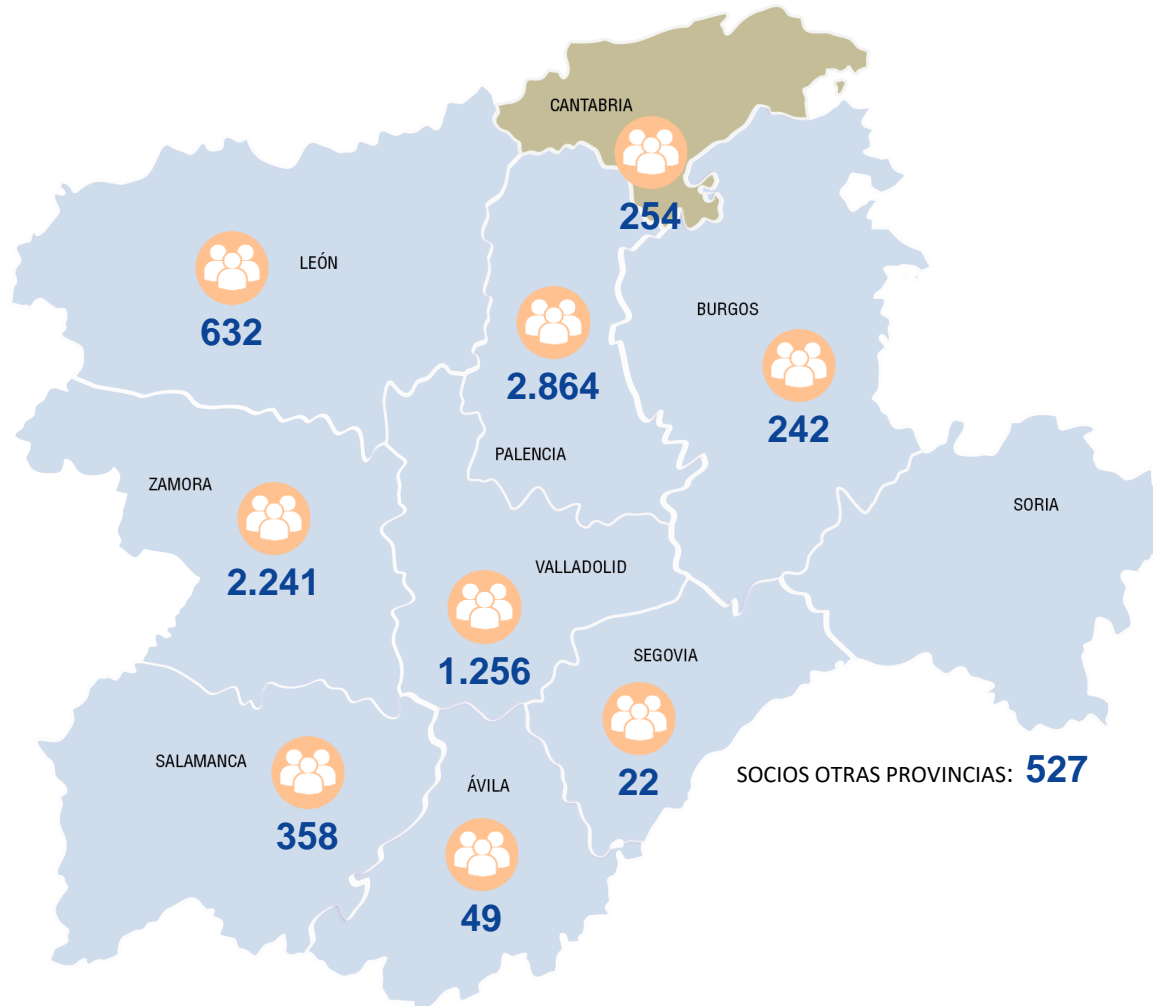 CANTABRIA
254
LEÓN
632
2.864
PALENCIA
BURGOS
242
ZAMORA
2.241
SORIA
VALLADOLID
1.256
SEGOVIA
22
SALAMANCA
358
ÁVILA
49
SOCIOS OTRAS PROVINCIAS: 527